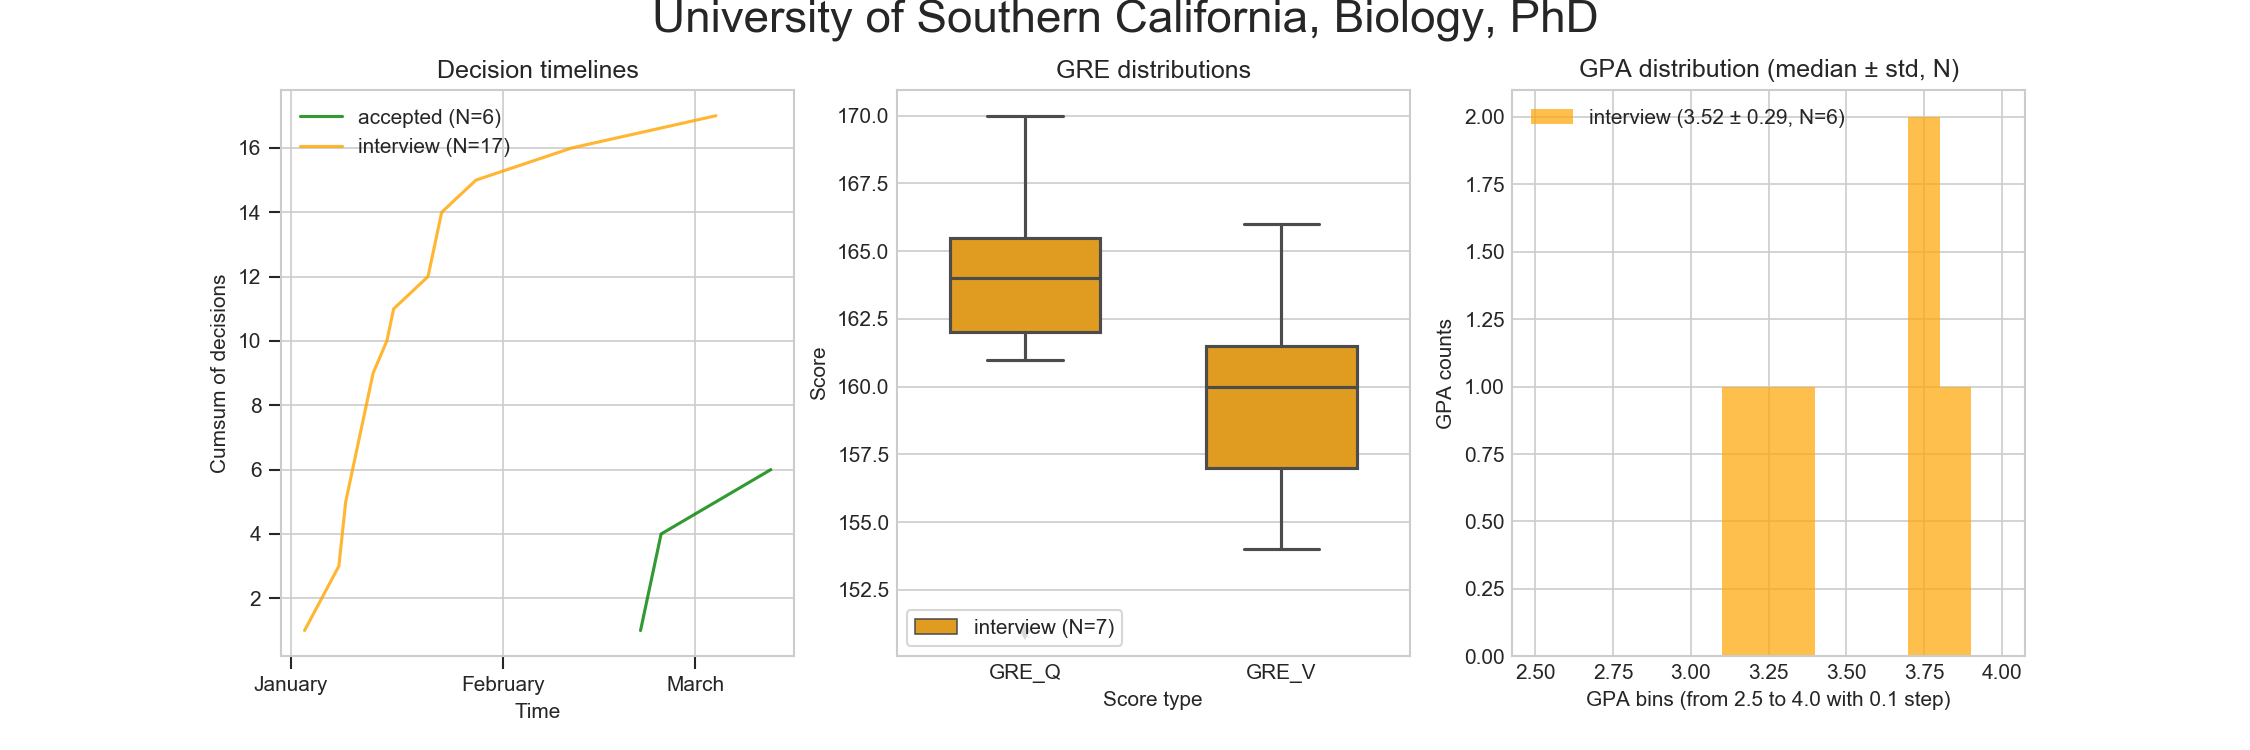 University of Southern California, Biology, PhD
Decision timelines
accepted (N=6)
interview (N=17)
16
14
12
10
8
6
4
2
Cumsum of decisions
January
February
March
Time
GRE distributions
170.0
167.5
165.0
162.5
160.0
157.5
155.0
152.5
Score
interview (N=7)
GRE_Q
GRE_V
Score type
GPA distribution (median ± std, N)
interview (3.52 ± 0.29, N=6)
2.00
1.75
1.50
1.25
1.00
0.75
0.50
0.25
0.00
GPA counts
2.50
2.75
3.00
3.25
3.50
3.75
4.00
GPA bins (from 2.5 to 4.0 with 0.1 step)